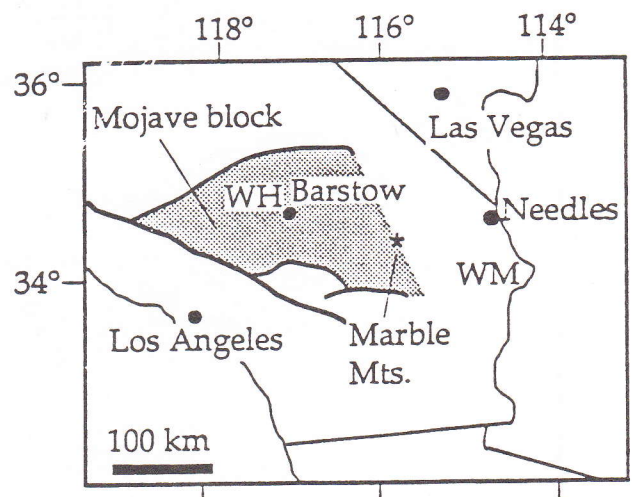 118° 116° 114°
36°
Mojave block
Las Vegas
WH Barstow
Needles
34°
WM
Los Angeles
Marble
Mts.
100 km